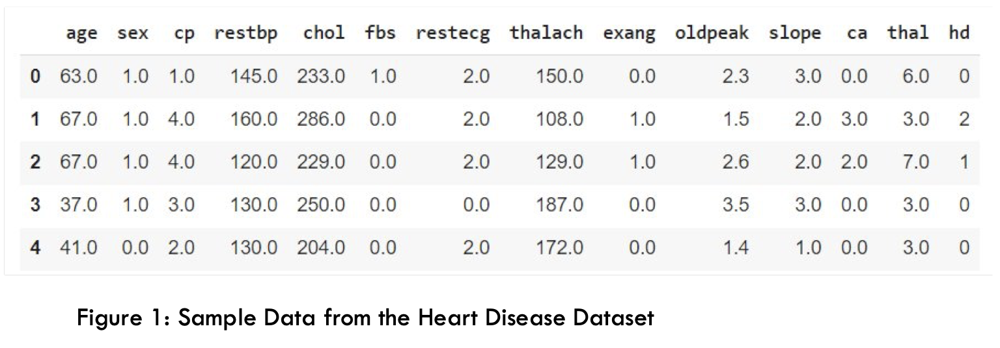 age sex cp restbp chol fbs restecg thalach exang oldpeak slope ca thal hd
0 63.0 1.0 1.0 145.0 233.0 1.0 2.0 150.0 0.0 2.3 3.0 0.0 6.0 0
1 67.0 1.0 4.0 160.0 286.0 0.0 2.0 108.0 1.0 1.5 2.0 3.0 3.0 2
2 67.0 1.0 4.0 120.0 229.0 0.0 2.0 129.0 1.0 2.6 2.0 2.0 7.0 1
3 37.0 1.0 3.0 130.0 250.0 0.0 0.0 187.0 0.0 3.5 3.0 0.0 3.0 0
4 41.0 0.0 2.0 130.0 204.0 0.0 2.0 172.0 0.0 1.4 1.0 0.0 3.0 0
Figure 1: Sample Data from the Heart Disease Dataset